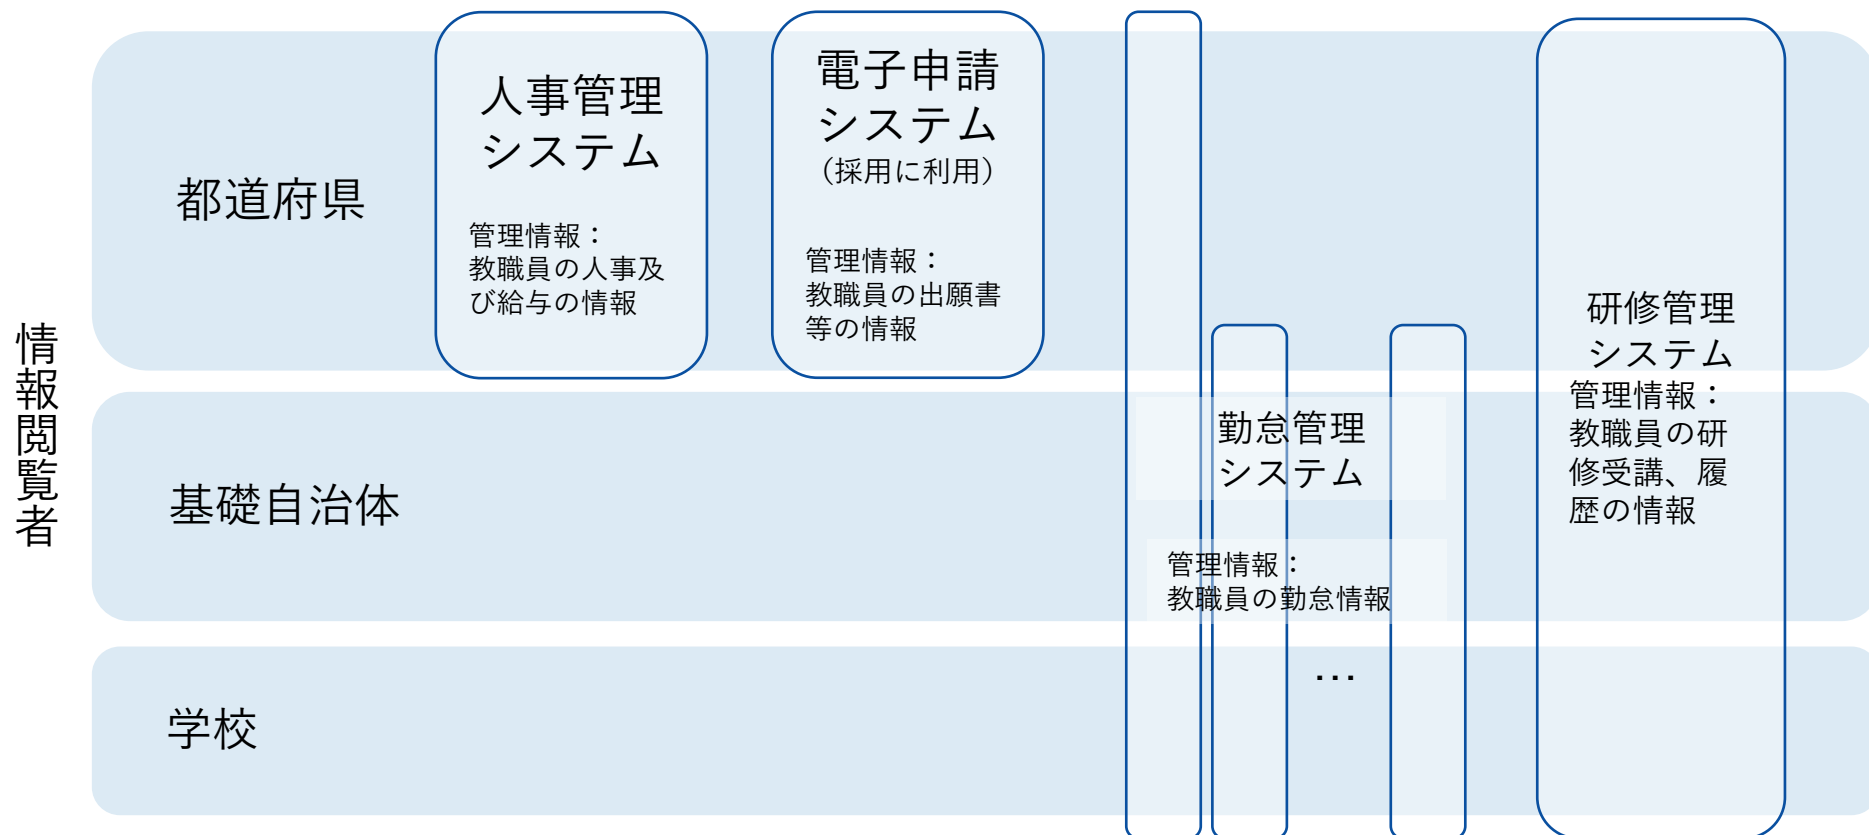 情報閲覧者
都道府県
人事管理
システム
管理情報：
教職員の人事及
び給与の情報
電子申請
システム
（採用に利用）
管理情報：
教職員の出願書
等の情報
基礎自治体
勤怠管理
システム
管理情報：
教職員の勤怠情報
…
研修管理
システム
管理情報：
教職員の研
修受講、履
歴の情報
学校